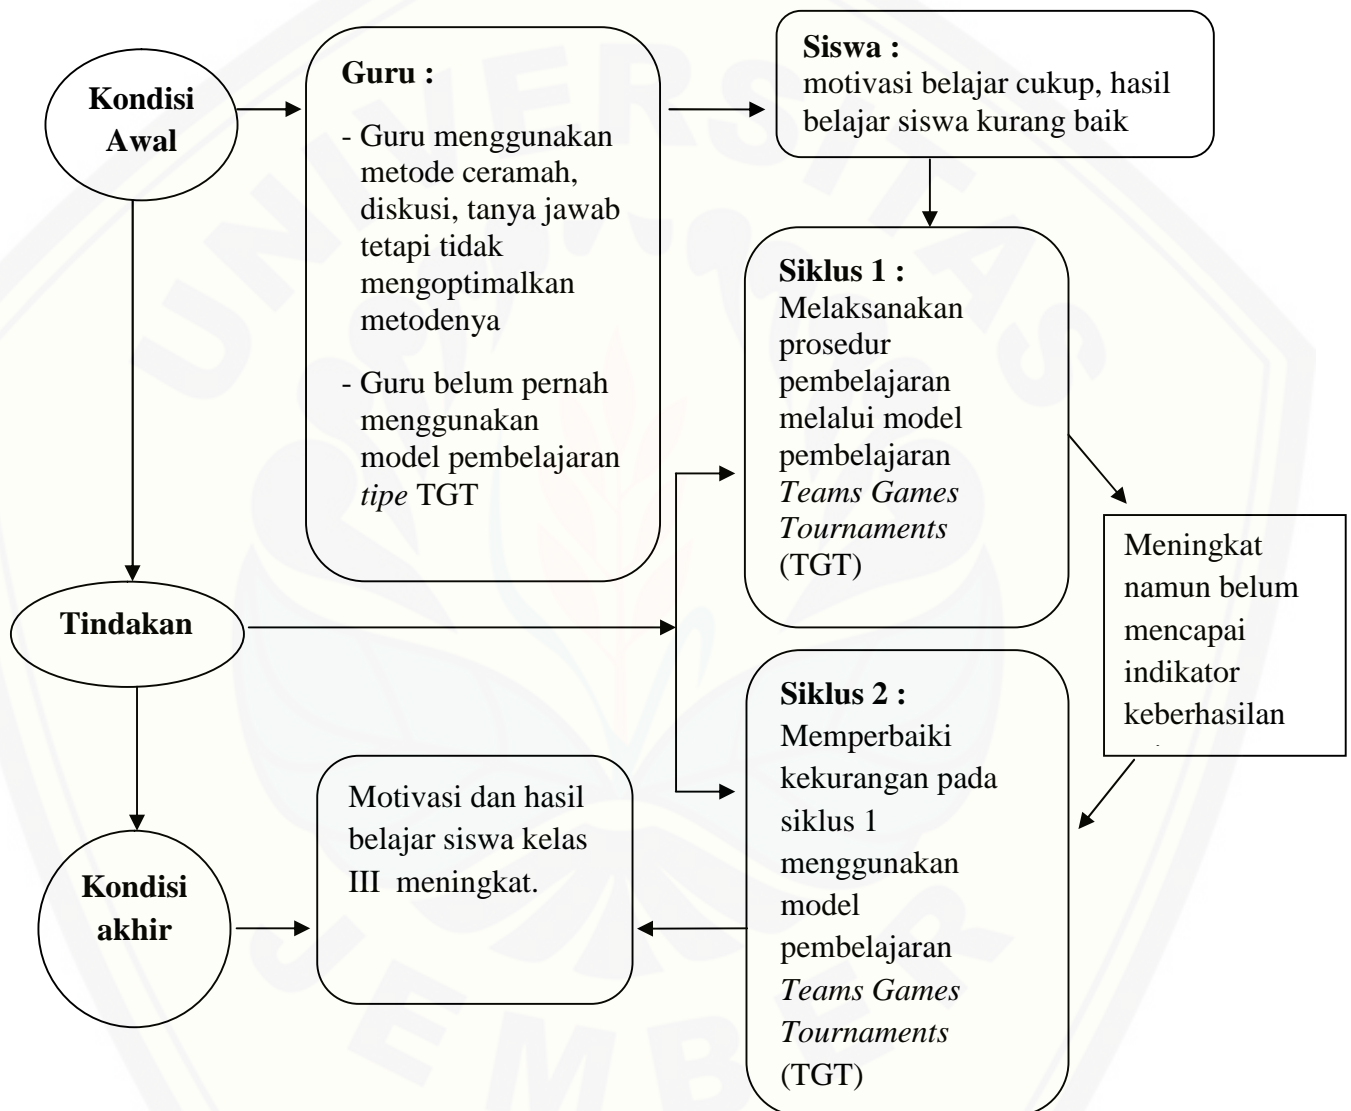 Kondisi
Awal
Guru :
- Guru menggunakan
metode ceramah,
diskusi, tanya jawab
tetapi tidak
mengoptimalkan
metodenya
- Guru belum pernah
menggunakan
model pembelajaran
tipe TGT
Siswa :
motivasi belajar cukup, hasil
belajar siswa kurang baik
Siklus 1 :
Melaksanakan
prosedur
pembelajaran
melalui model
pembelajaran
Teams Games
Tournaments
(TGT)
Meningkat
namun belum
mencapai
indikator
keberhasilan
Tindakan
Siklus 2 :
Memperbaiki
kekurangan pada
siklus 1
menggunakan
model
pembelajaran
Teams Games
Tournaments
(TGT)
Motivasi dan hasil
belajar siswa kelas
III  meningkat.
Kondisi
akhir
UNIVERSITAS
JEMBER